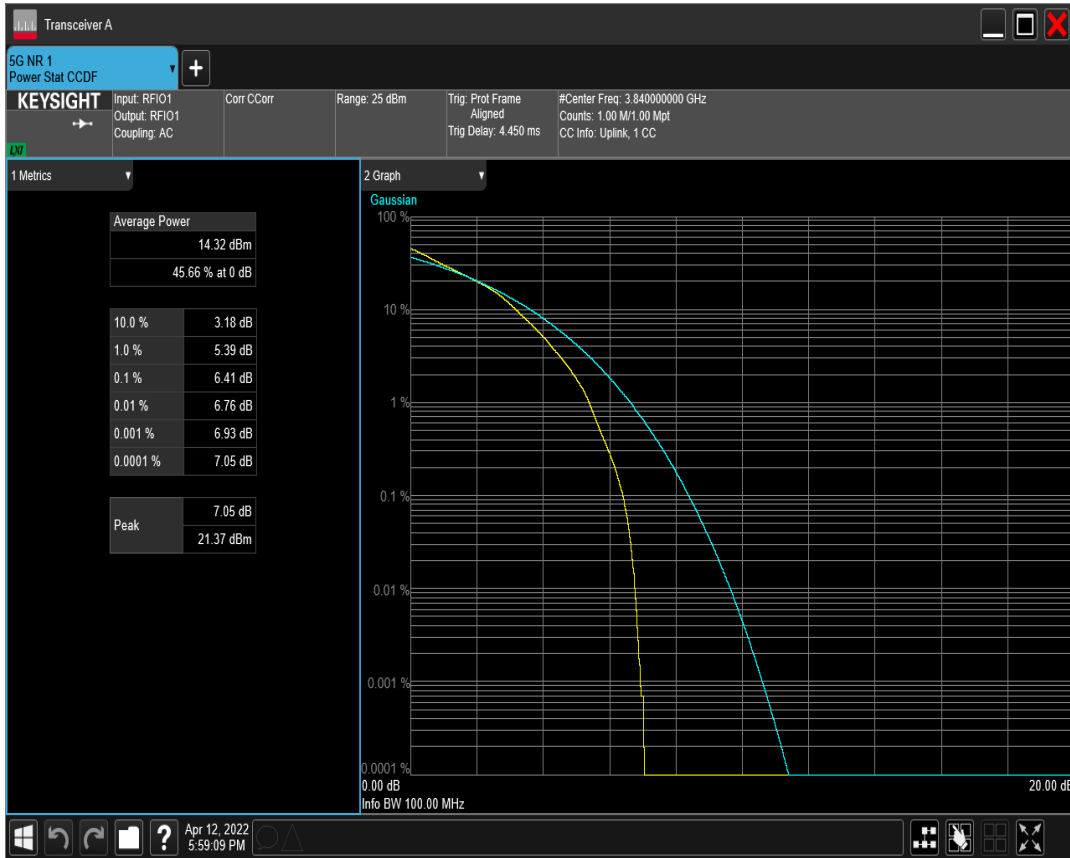 Transceiver A
5G NR 1
Power Stat CCDF
KEYSIGHT
LXI
Input: RFIO1
Output: RFIO1
Coupling: AC
Corr CCorr
Range: 25 dBm
Trig: Prot Frame
Aligned
Trig Delay: 4.450 ms
#Center Freq: 3.840000000 GHz
Counts: 1.00 M/1.00 Mpt
CC Info: Uplink, 1 CC
1 Metrics
Average Power
14.32 dBm
45.66 % at 0 dB
10.0 % 3.18 dB
1.0 % 5.39 dB
0.1 % 6.41 dB
0.01 % 6.76 dB
0.001 % 6.93 dB
0.0001 % 7.05 dB
Peak
7.05 dB
21.37 dBm
2 Graph
Gaussian
100 %
10 %
1 %
0.1 %
0.01 %
0.001 %
0.0001 %
0.00 dB 20.00 dB
Info BW 100.00 MHz
?
Apr 12, 2022
5:59:09 PM